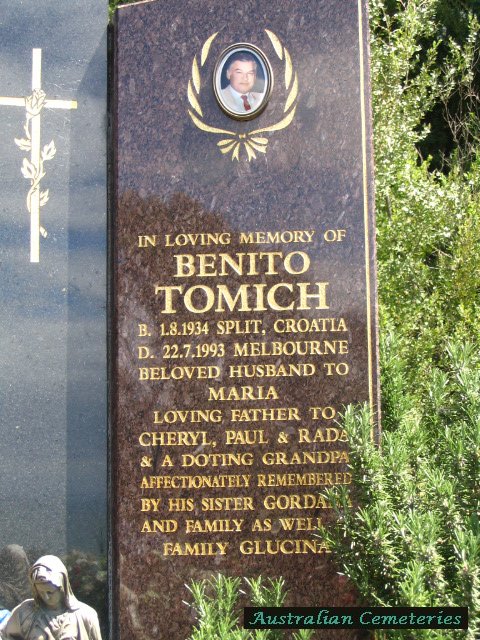 IN LOVING MEMORY OF
BENITO
TOMICH
B. 1.8.1934 SPLIT, CROATIA
D. 22.7.1993 MELBOURNE
BELOVED HUSBAND TO
MARIA
LOVING FATHER TO
CHERYL, PAUL & RADA
& A DOTING GRANDPA
AFFECTIONATELY REMEMBERED
BY HIS SISTER
AND FAMILY AS WELL
FAMILY GLUCINA
Australian Cemeteries